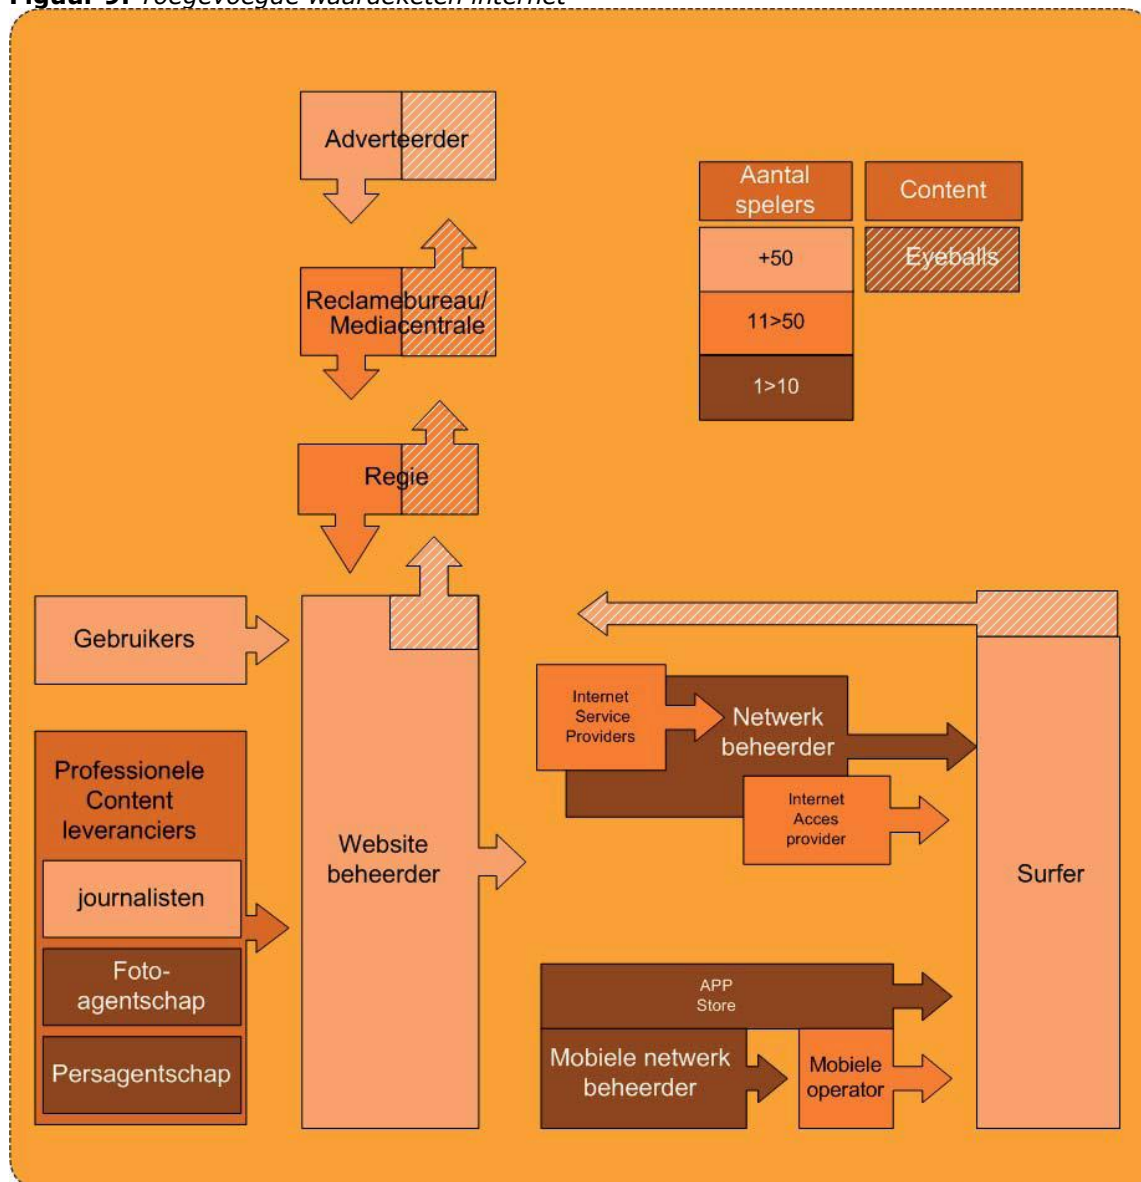 Figuur 9: Toegevoegde waardeketen internet
Adverteerder
Reclamebureau/
Mediacentrale
Regie
Aantal
spelers
Content
+50
Eyeballs
11>50
1>10
Gebruikers
Professionele
Content
leveranciers
journalisten
Foto-
agentschap
Persagentschap
Website
beheerder
Internet
Service
Providers
Netwerk
beheerder
Internet
Acces
provider
Surfer
APP
Store
Mobiele netwerk
beheerder
Mobiele
operator